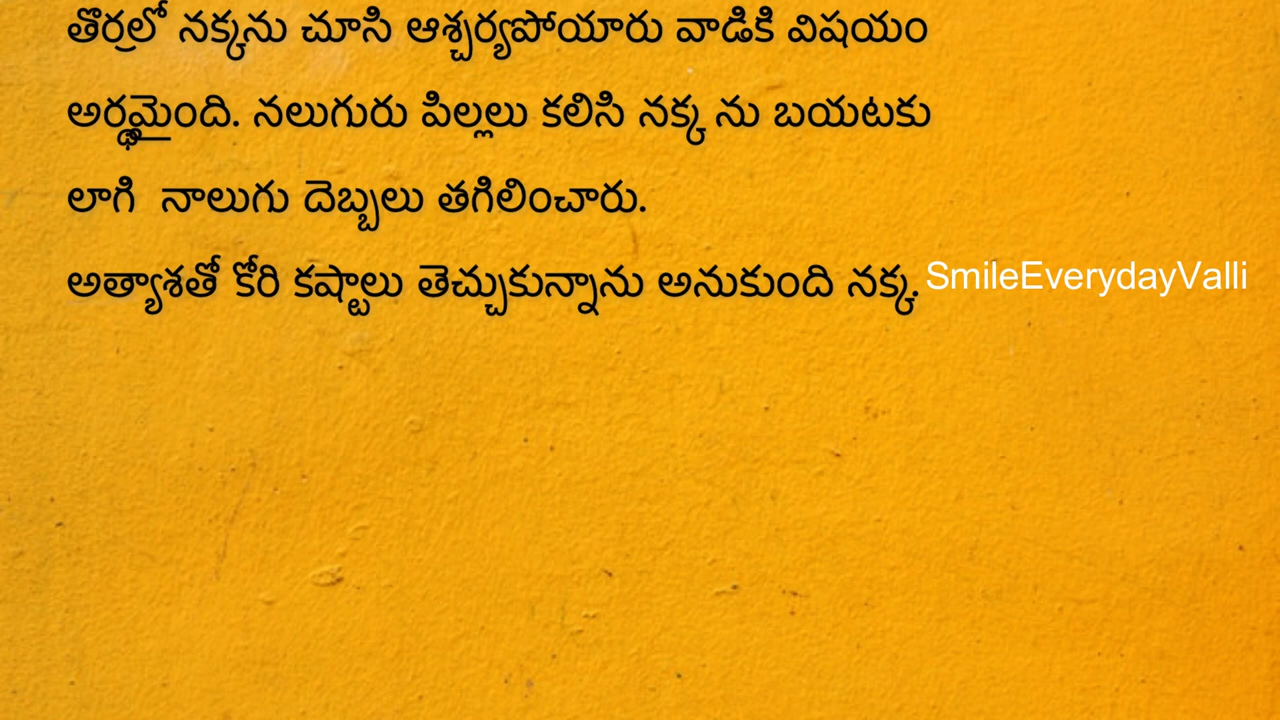 తొర్రలో నక్కను చూసి ఆశ్చర్యపోయారు వాడికి విషయం
అర్థమైంది. నలుగురు పిల్లలు కలిసి నక్క ను బయటకు
లాగి  నాలుగు దెబ్బలు తగిలించారు.
అత్యాశతో కోరి కష్టాలు తెచ్చుకున్నాను అనుకుంది నక్క. SmileEverydayValli